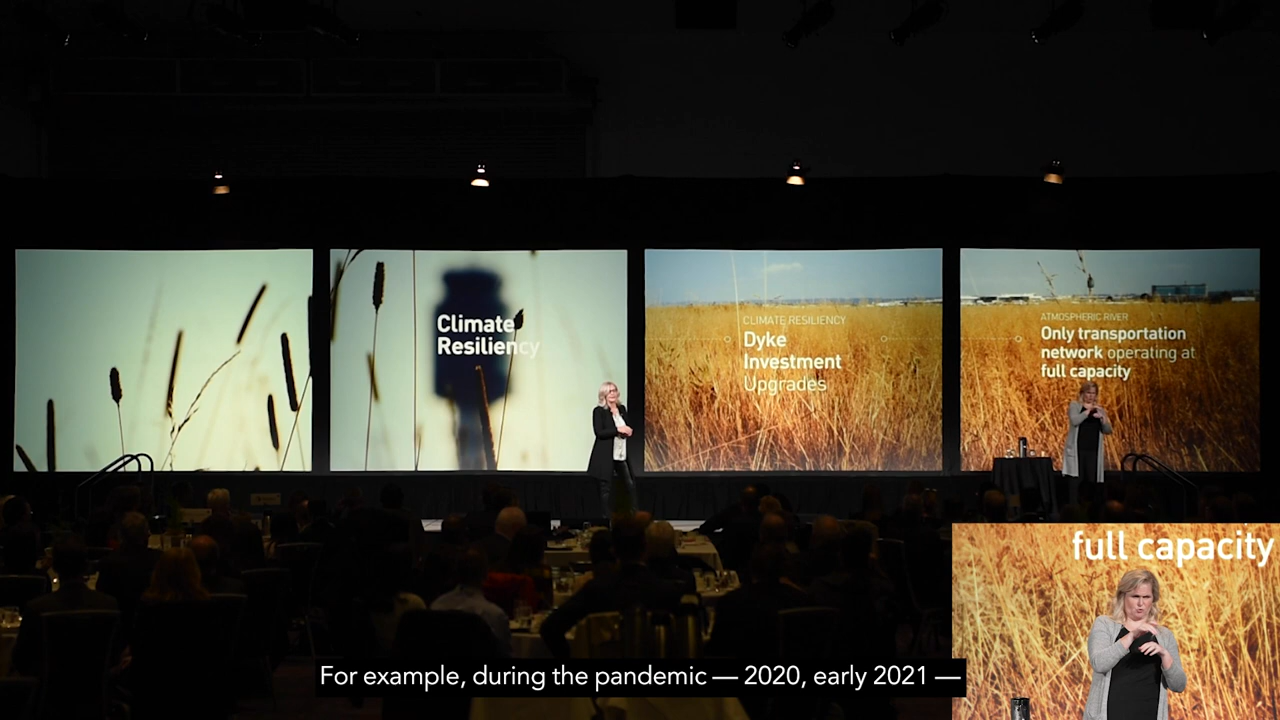 Climate
Resiliency
CLIMATE RESILIENCY
Dyke
Investment
Upgrades
ATMOSPHERIC RIVER
Only transportation
network operating at
full capacity
full capacity
For example, during the pandemic — 2020, early 2021 —